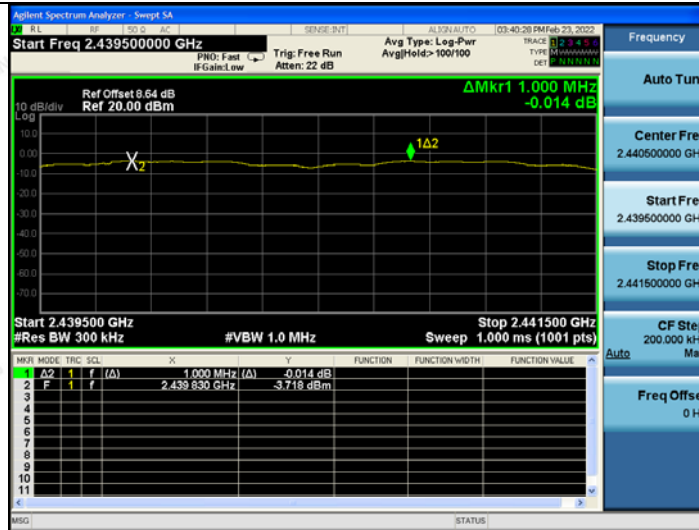 Agilent Spectrum Analyzer - Swept SA
RL RF 50 Ω AC SENSE:INT ALIGN AUTO 03:40:28 PM Feb 23, 2022
Start Freq 2.439500000 GHz
PNO: Fast
IFGain:Low
Trig: Free Run
Atten: 22 dB
Avg Type: Log-Pwr
Avg|Hold:> 100/100
TRACE 1 2 3 4 5 6
TYPE M W W W W W
DET P N N N N N
Ref Offset 8.64 dB
Ref 20.00 dBm
10 dB/div
Log
ΔMkr1 1.000 MHz
-0.014 dB
10.0
0.00
-10.0
-20.0
-30.0
-40.0
-50.0
-60.0
-70.0
1Δ2
X2
Start 2.439500 GHz
Stop 2.441500 GHz
#Res BW 300 kHz
#VBW 1.0 MHz
Sweep 1.000 ms (1001 pts)
MKR MODE TRC SCL X Y FUNCTION FUNCTION WIDTH FUNCTION VALUE
1 Δ2 1 f (Δ) 1.000 MHz (Δ) -0.014 dB
2 F 1 f 2.439 830 GHz -3.718 dBm
3
4
5
6
7
8
9
10
11
MSG
STATUS
Frequency
Auto Tun
Center Fre
2.440500000 GH
Start Fre
2.439500000 GH
Stop Fre
2.441500000 GH
CF Ste
200.000 kH
Auto Ma
Freq Offse
0 H